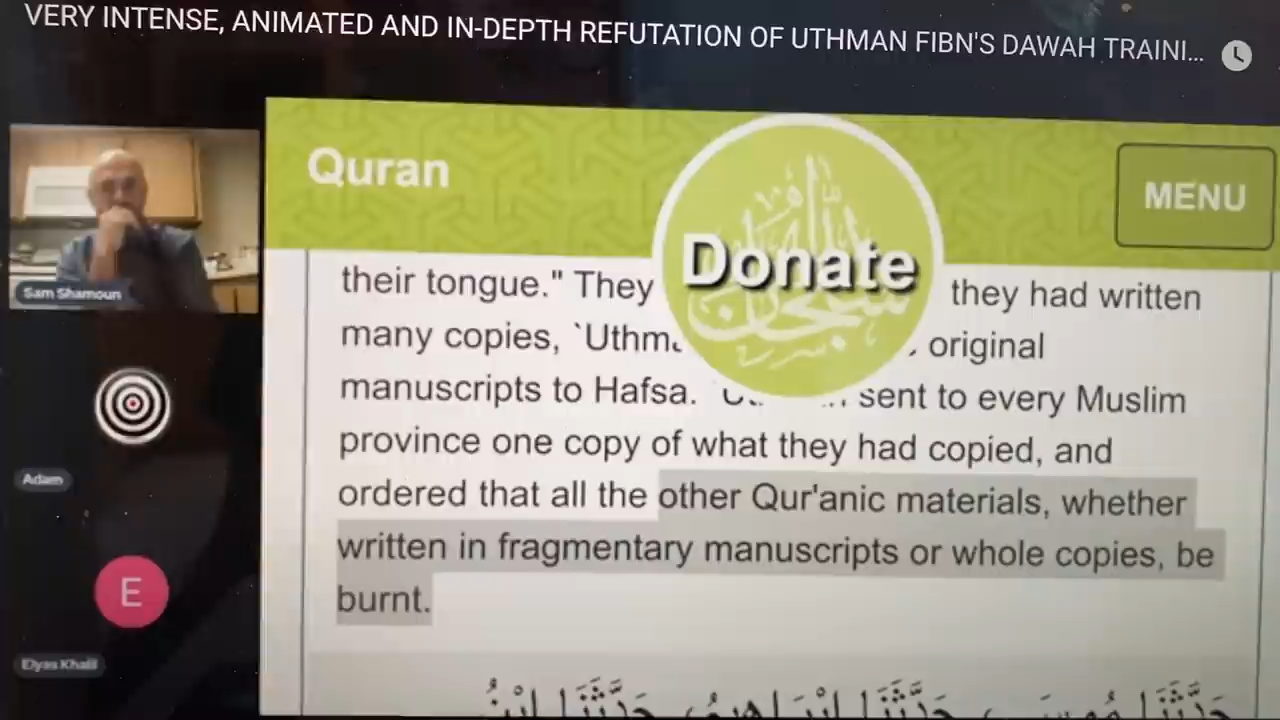 VERY INTENSE, ANIMATED AND IN-DEPTH REFUTATION OF UTHMAN FIBN'S DAWAH TRAINI...
Quran
Donate
MENU
Sam Shamoun
their tongue." They they had written
many copies, `Uthm original
manuscripts to Hafsa. sent to every Muslim
province one copy of what they had copied, and
ordered that all the other Qur'anic materials, whether
written in fragmentary manuscripts or whole copies, be
burnt.
Adam
E
Elyas Khalil